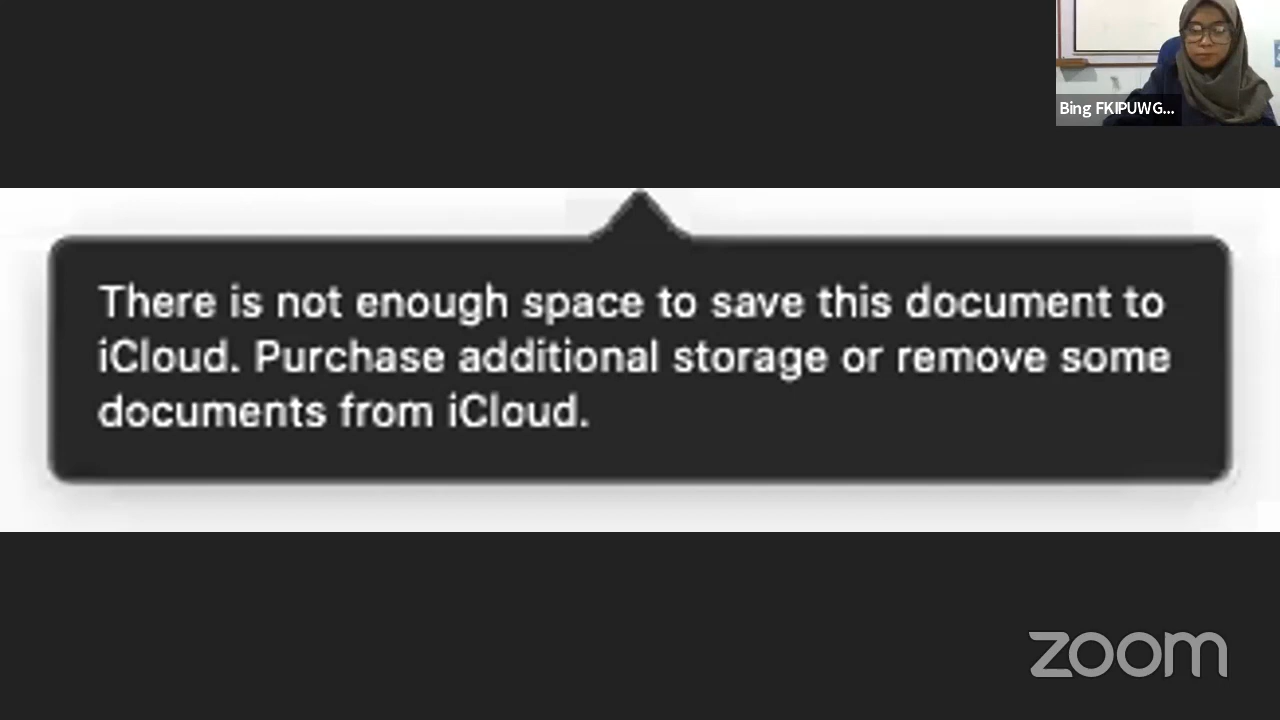 Bing FKIPUWG...
There is not enough space to save this document to
iCloud. Purchase additional storage or remove some
documents from iCloud.
zoom